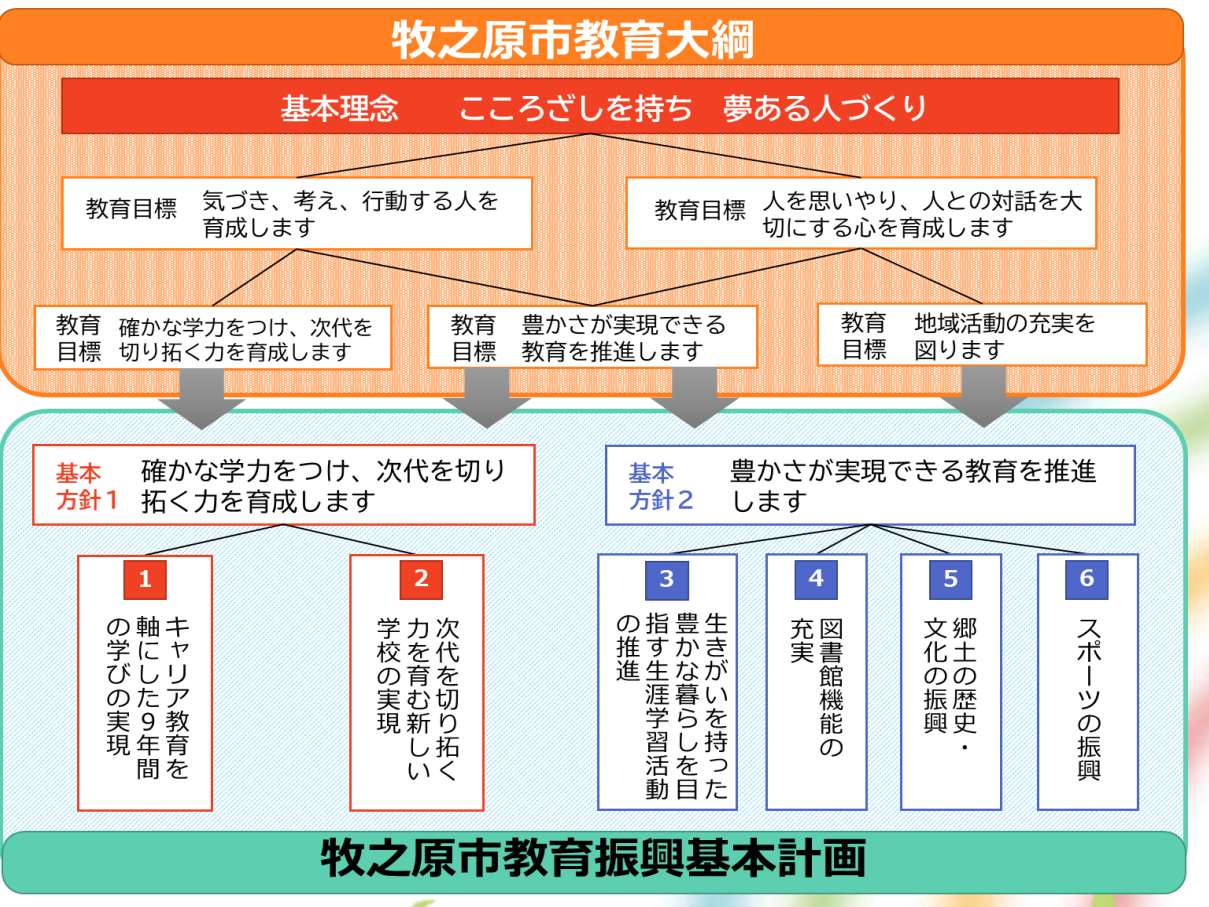 牧之原市教育大綱
基本理念　こころざしを持ち　夢ある人づくり
教育目標
気づき、考え、行動する人を
育成します
教育目標
人を思いやり、人との対話を大
切にする心を育成します
教育
目標
確かな学力をつけ、次代を
切り拓く力を育成します
教育
目標
豊かさが実現できる
教育を推進します
教育
目標
地域活動の充実を
図ります
基本
方針１
確かな学力をつけ、次代を切り
拓く力を育成します
基本
方針２
豊かさが実現できる教育を推進
します
1
キャリア教育を
軸にした９年間
の学びの実現
2
次代を切り拓く
力を育む新しい
学校の実現
3
生きがいを持った
豊かな暮らしを目
指す生涯学習活動
の推進
4
図書館機能の
充実
5
郷土の歴史・
文化の振興
6
スポーツの振興
牧之原市教育振興基本計画